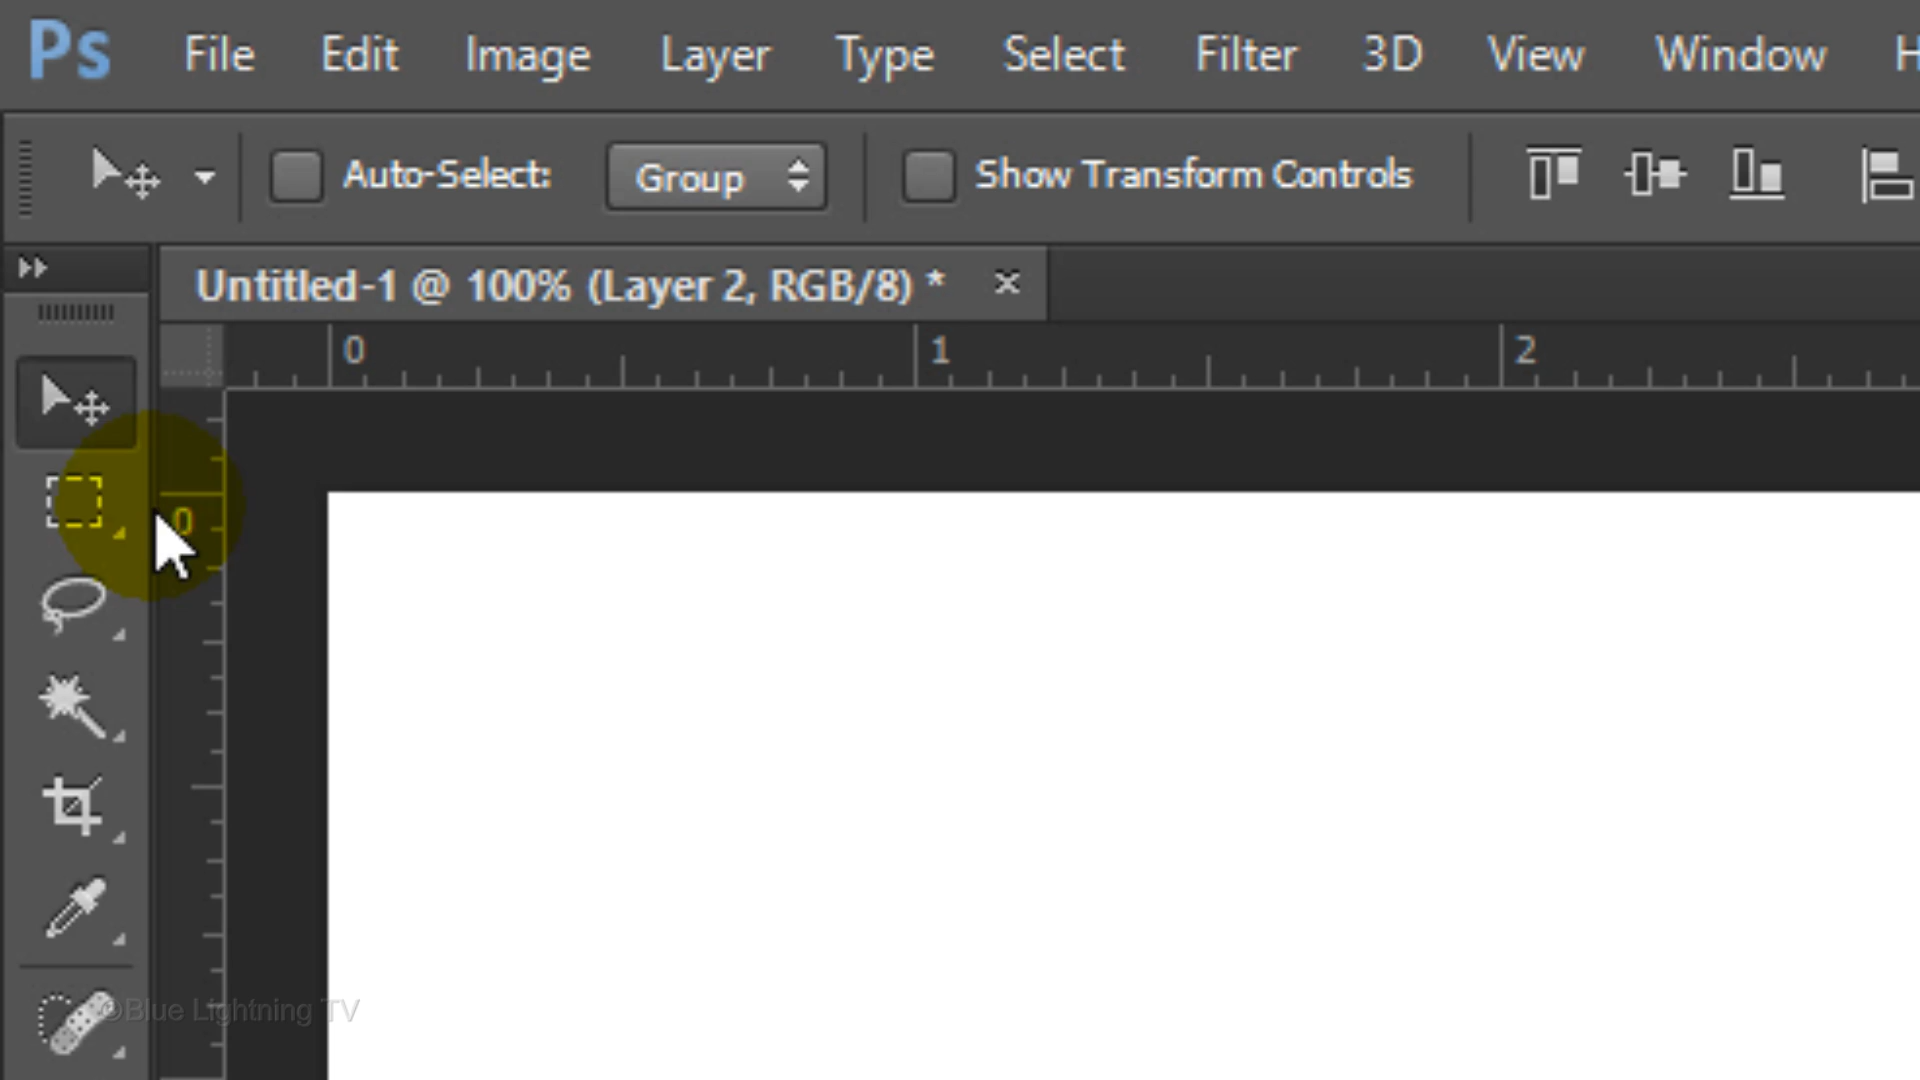 Ps File Edit Image Layer Type Select Filter 3D View Window H
Auto-Select: Group Show Transform Controls
Untitled-1 @ 100% (Layer 2, RGB/8) * ×
0 1 2
0
©Blue Lightning TV